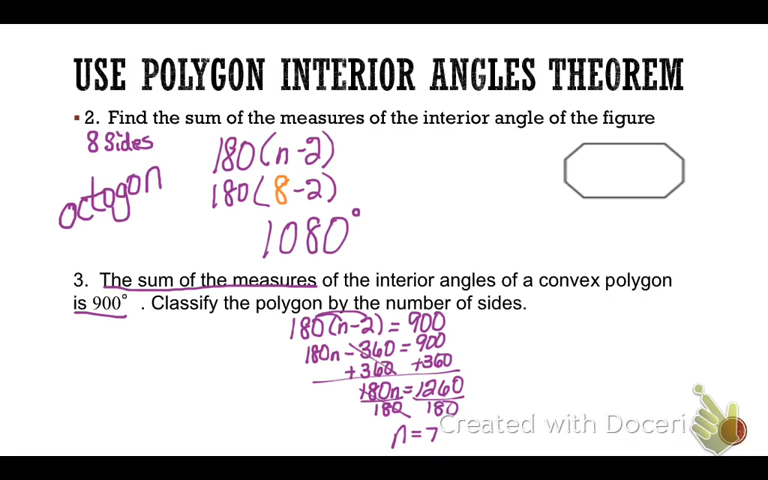 USE POLYGON INTERIOR ANGLES THEOREM
▪ 2. Find the sum of the measures of the interior angle of the figure
8 Sides
octogon
180(n-2)
180(8-2)
1080°
3. The sum of the measures of the interior angles of a convex polygon
is 900° . Classify the polygon by the number of sides.
180(n-2) = 900
180n - 360 = 900
+360 +360
180n = 1260
180 180
n = 7
Created with Doceri